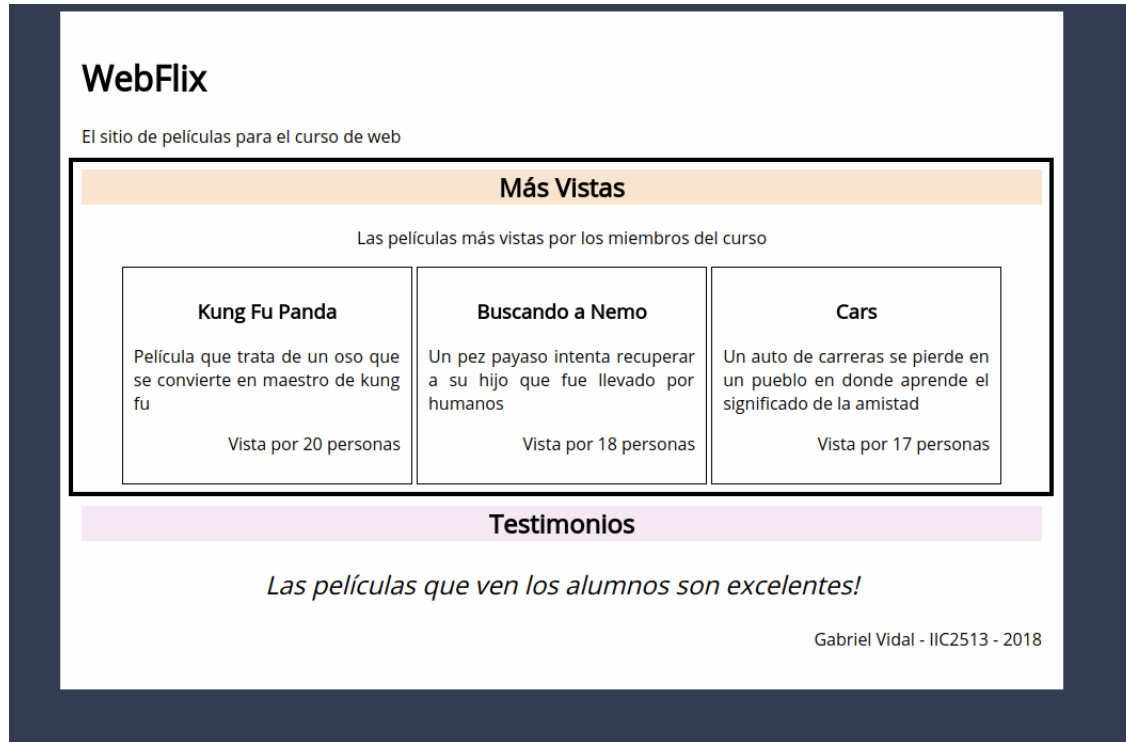 WebFlix
El sitio de películas para el curso de web
Más Vistas
Las películas más vistas por los miembros del curso
Kung Fu Panda
Película que trata de un oso que
se convierte en maestro de kung
fu
Vista por 20 personas
Buscando a Nemo
Un pez payaso intenta recuperar
a su hijo que fue llevado por
humanos
Vista por 18 personas
Cars
Un auto de carreras se pierde en
un pueblo en donde aprende el
significado de la amistad
Vista por 17 personas
Testimonios
Las películas que ven los alumnos son excelentes!
Gabriel Vidal - IIC2513 - 2018